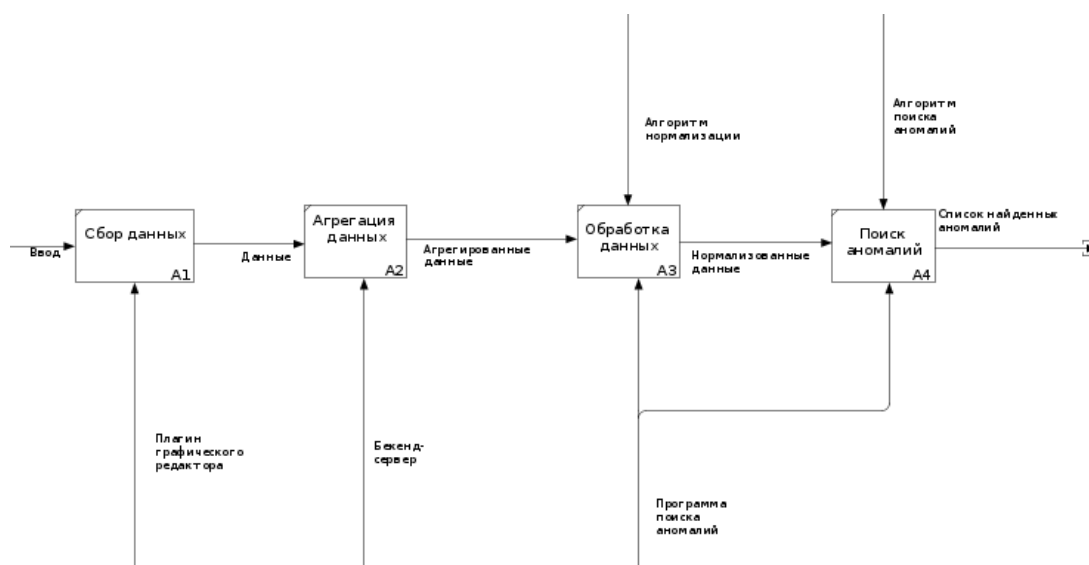 Алгоритм
нормализации
Алгоритм
поиска
аномалий
Ввод
Сбор данных
A1
Данные
Агрегация
данных
A2
Агрегированные
данные
Обработка
данных
A3
Нормализованные
данные
Поиск
аномалий
A4
Список найденных
аномалий
Плагин
графического
редактора
Бекенд-
сервер
Программа
поиска
аномалий